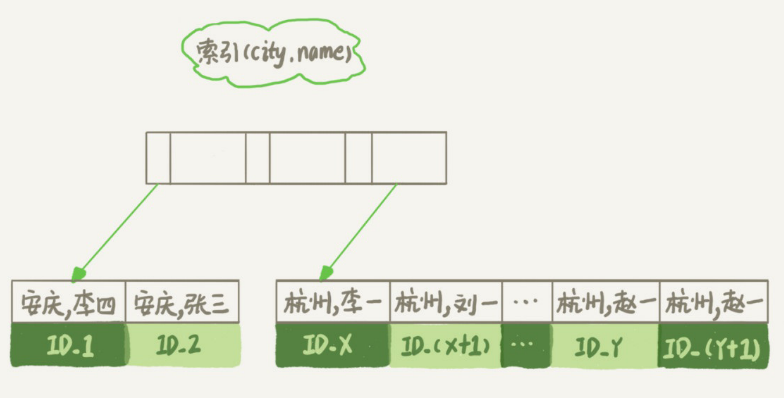 索引(city,name)
安庆,李四 安庆,张三 杭州,李一 杭州,刘一 ... 杭州,赵一 杭州,赵一
ID_1 ID_2 ID_X ID_(X+1) ... ID_Y ID_(Y+1)